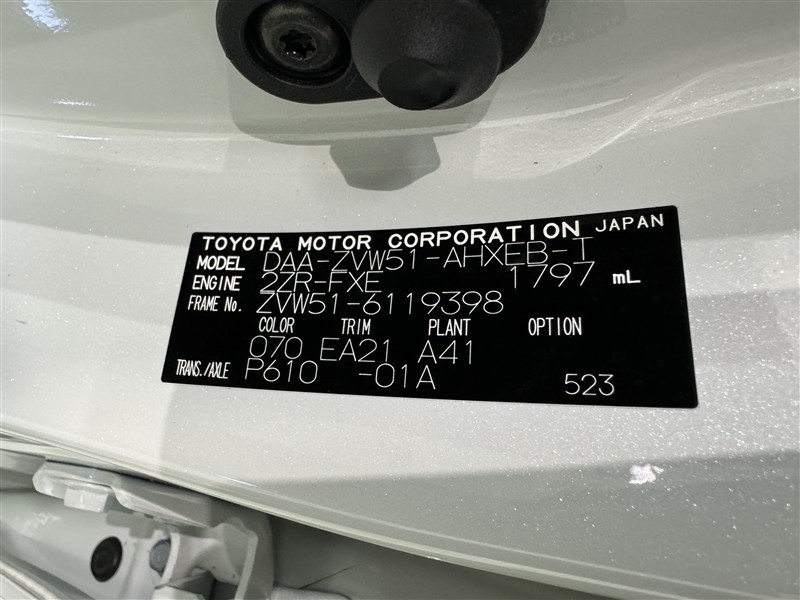 TOYOTA MOTOR CORPORATION JAPAN
MODEL DAA-ZVW51-AHXEB-T
ENGINE 2ZR-FXE 1797 mL
FRAME No. ZVW51-6119398
COLOR TRIM PLANT OPTION
070 EA21 A41
TRANS./AXLE P610 -01A 523